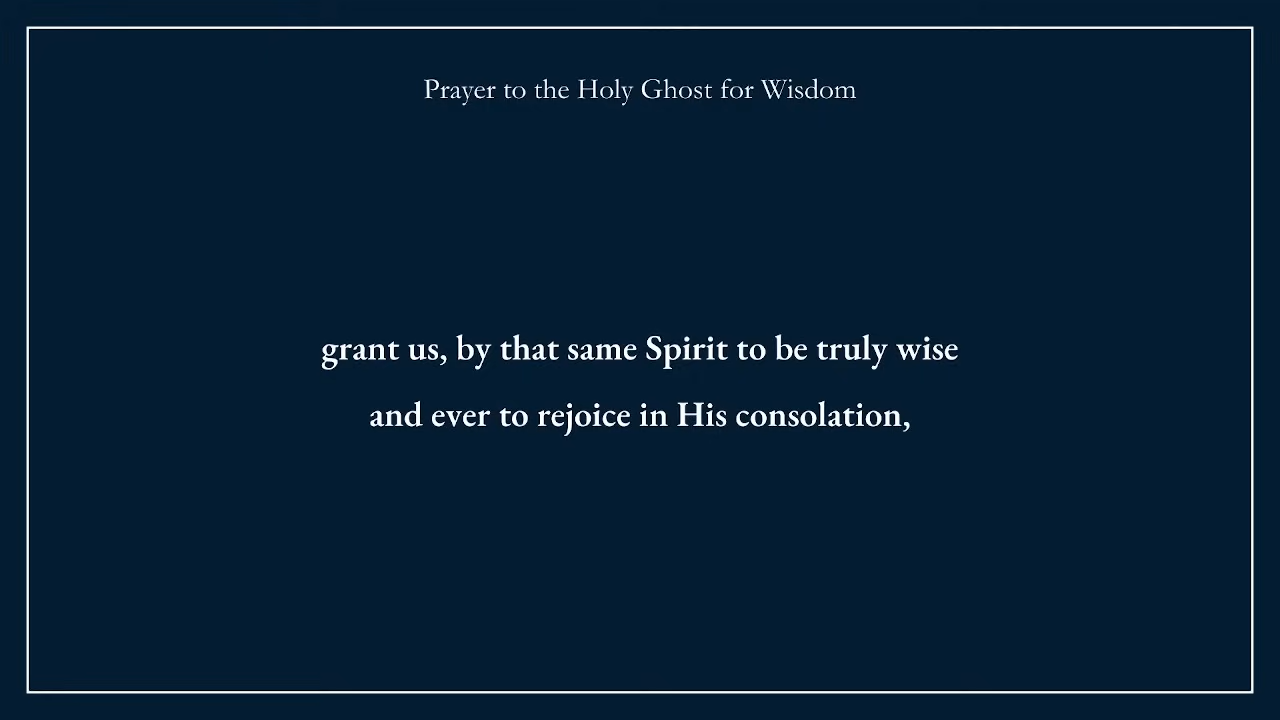 Prayer to the Holy Ghost for Wisdom
grant us, by that same Spirit to be truly wise
and ever to rejoice in His consolation,